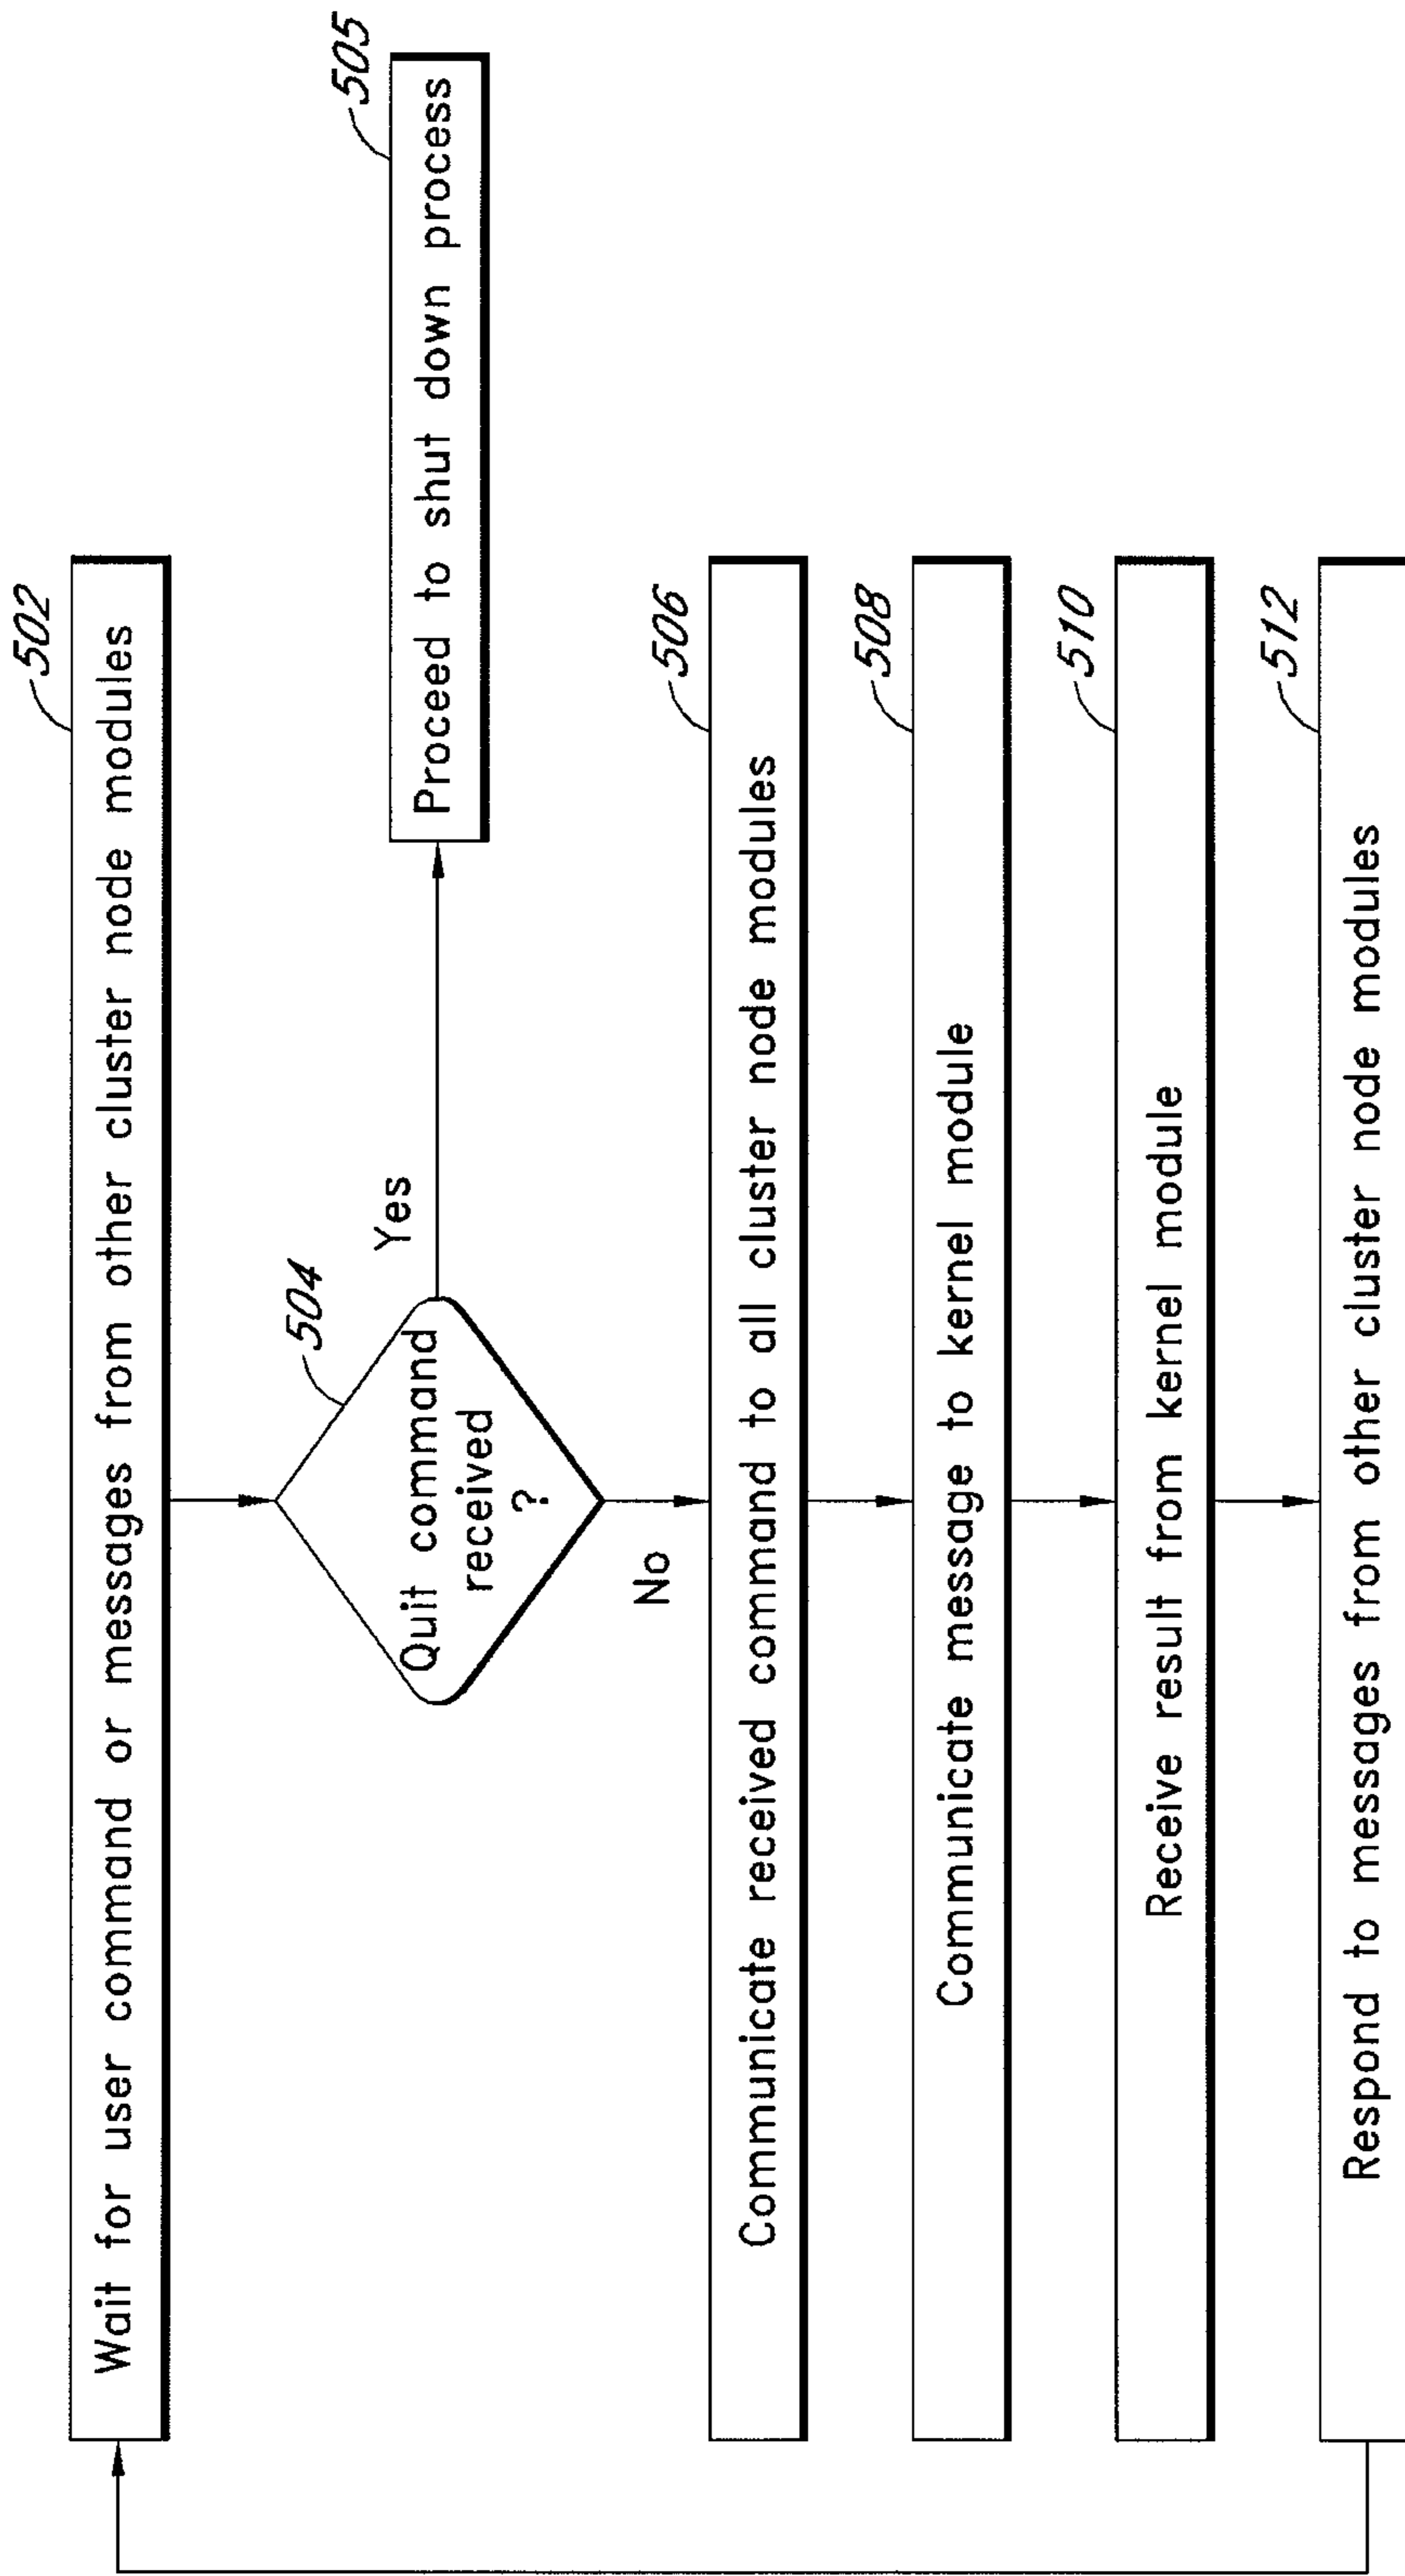 502
Wait for user command or messages from other cluster node modules
504
Quit command
received
?
Yes
505
Proceed to shut down process
No
506
Communicate received command to all cluster node modules
508
Communicate message to kernel module
510
Receive result from kernel module
512
Respond to messages from other cluster node modules